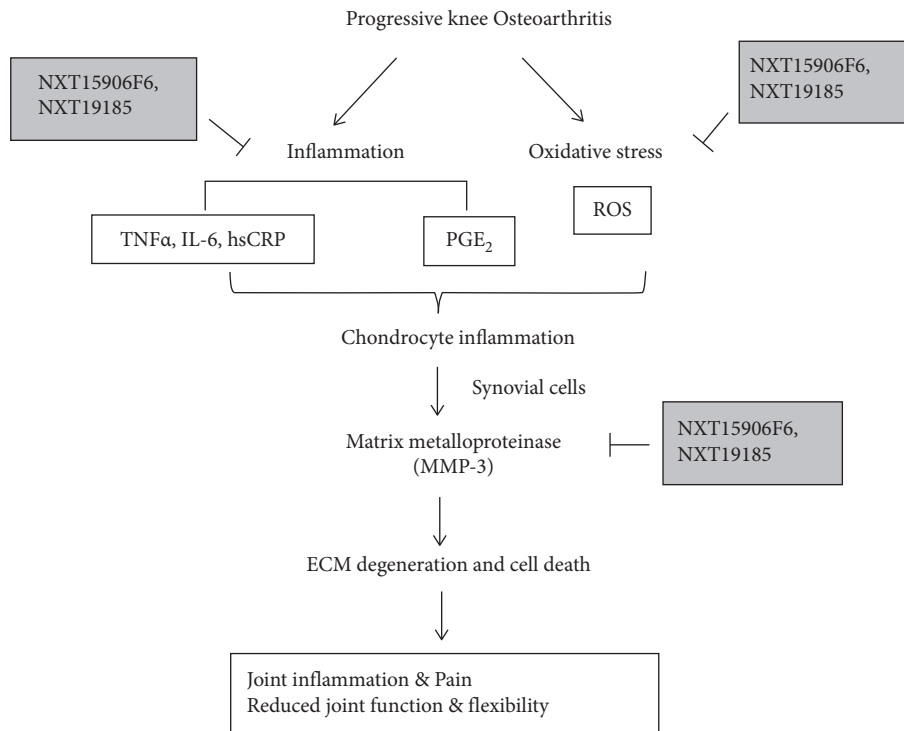 Progressive knee Osteoarthritis
NXT15906F6,
NXT19185
NXT15906F6,
NXT19185
Inflammation
Oxidative stress
TNFα, IL-6, hsCRP
PGE₂
ROS
Chondrocyte inflammation
Synovial cells
Matrix metalloproteinase
(MMP-3)
NXT15906F6,
NXT19185
ECM degeneration and cell death
Joint inflammation & Pain
Reduced joint function & flexibility